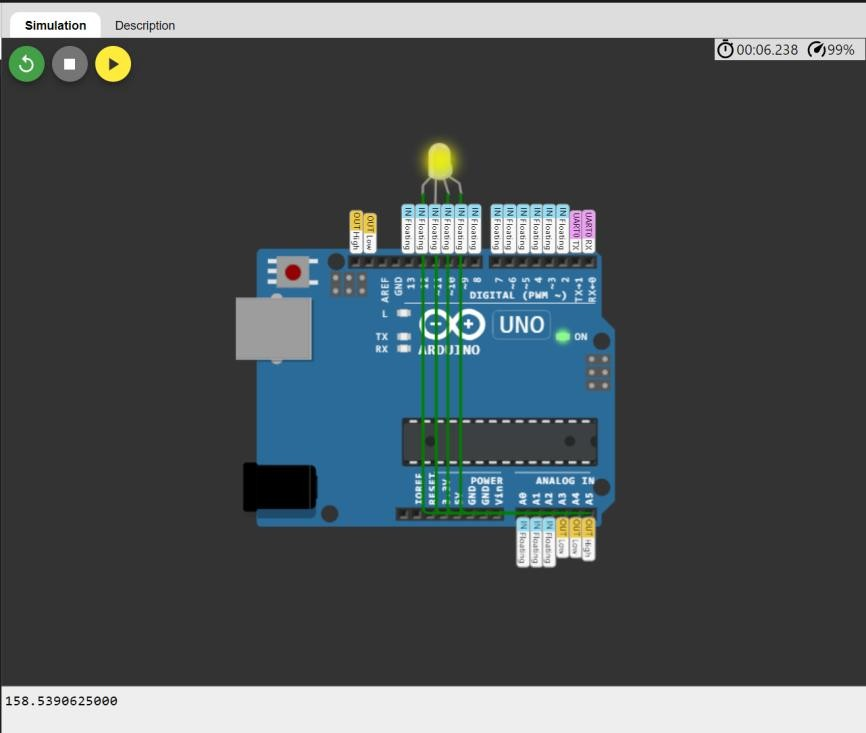 Simulation Description
00:06.238 99%
OUT High
OUT Low
IN Floating
IN Floating
IN Floating
IN Floating
IN Floating
IN Floating
IN Floating
IN Floating
IN Floating
IN Floating
IN Floating
IN Floating
UART0 TX
UART0 RX
AREF
GND
13
12
~11
~10
~9
8
7
~6
~5
4
~3
2
TX→1
RX←0
DIGITAL (PWM ~)
L
UNO
TX
ON
RX
ARDUINO
POWER ANALOG IN
IOREF
RESET
3.3V
5V
GND
GND
Vin
A0
A1
A2
A3
A4
A5
IN Floating
IN Floating
IN Floating
OUT Low
OUT Low
OUT High
158.5390625000